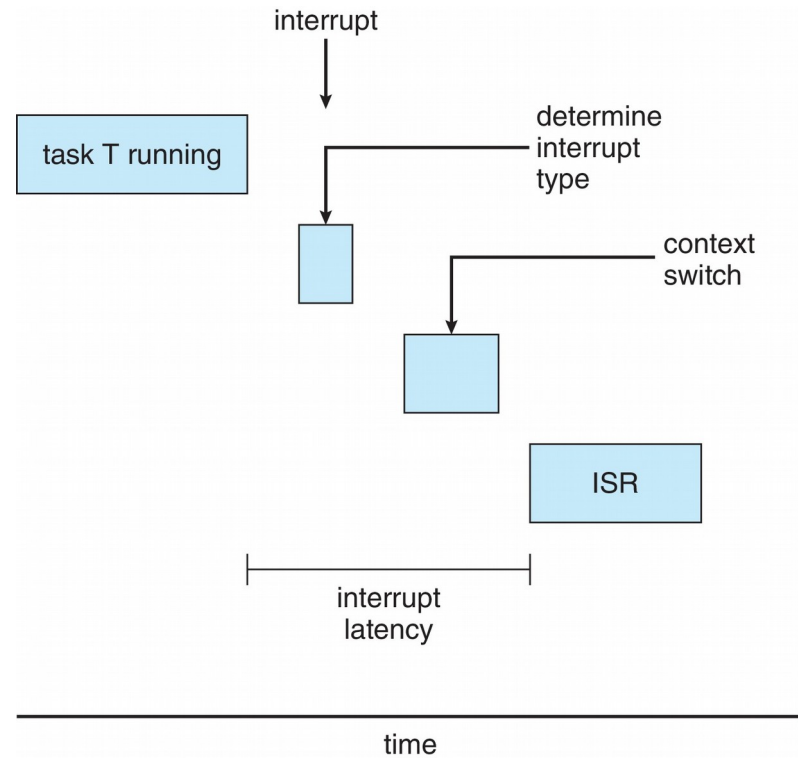 interrupt
task T running
determine
interrupt
type
context
switch
ISR
interrupt
latency
time